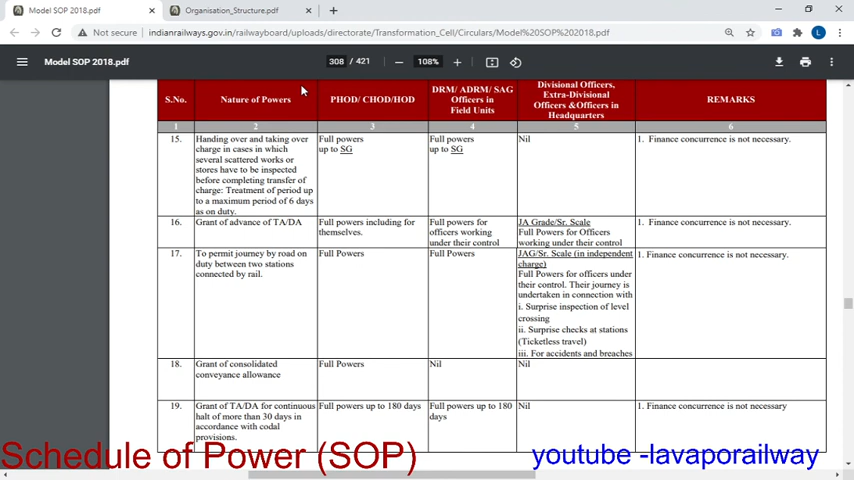 Model SOP 2018.pdf
Organisation_Structure.pdf
Not secure
indianrailways.gov.in/railwayboard/uploads/directorate/Transformation_Cell/Circulars/Model%20SOP%202018.pdf
L
Model SOP 2018.pdf
308 / 421
108%
S.No.
Nature of Powers
PHOD/ CHOD/HOD
DRM/ ADRM/ SAG
Officers in
Field Units
Divisional Officers,
Extra-Divisional
Officers &Officers in
Headquarters
REMARKS
1
2
3
4
5
6
15.
Handing over and taking over
charge in cases in which
several scattered works or
stores have to be inspected
before completing transfer of
charge: Treatment of period up
to a maximum period of 6 days
as on duty.
Full powers
up to SG
Full powers
up to SG
Nil
1. Finance concurrence is not necessary.
16.
Grant of advance of TA/DA
Full powers including for
themselves.
Full powers for
officers working
under their control
JA Grade/Sr. Scale
Full Powers for Officers
working under their control
1. Finance concurrence is not necessary.
17.
To permit journey by road on
duty between two stations
connected by rail.
Full Powers
Full Powers
JAG/Sr. Scale (in independent
charge)
Full Powers for officers under
their control. Their journey is
undertaken in connection with
i. Surprise inspection of level
crossing
ii. Surprise checks at stations
(Ticketless travel)
iii. For accidents and breaches
1. Finance concurrence is not necessary.
18.
Grant of consolidated
conveyance allowance
Full Powers
Nil
Nil
19.
Grant of TA/DA for continuous
halt of more than 30 days in
accordance with codal
provisions.
Full powers up to 180 days
Full powers up to 180
days
Nil
1. Finance concurrence is not necessary
Schedule of Power (SOP)
youtube -lavaporailway